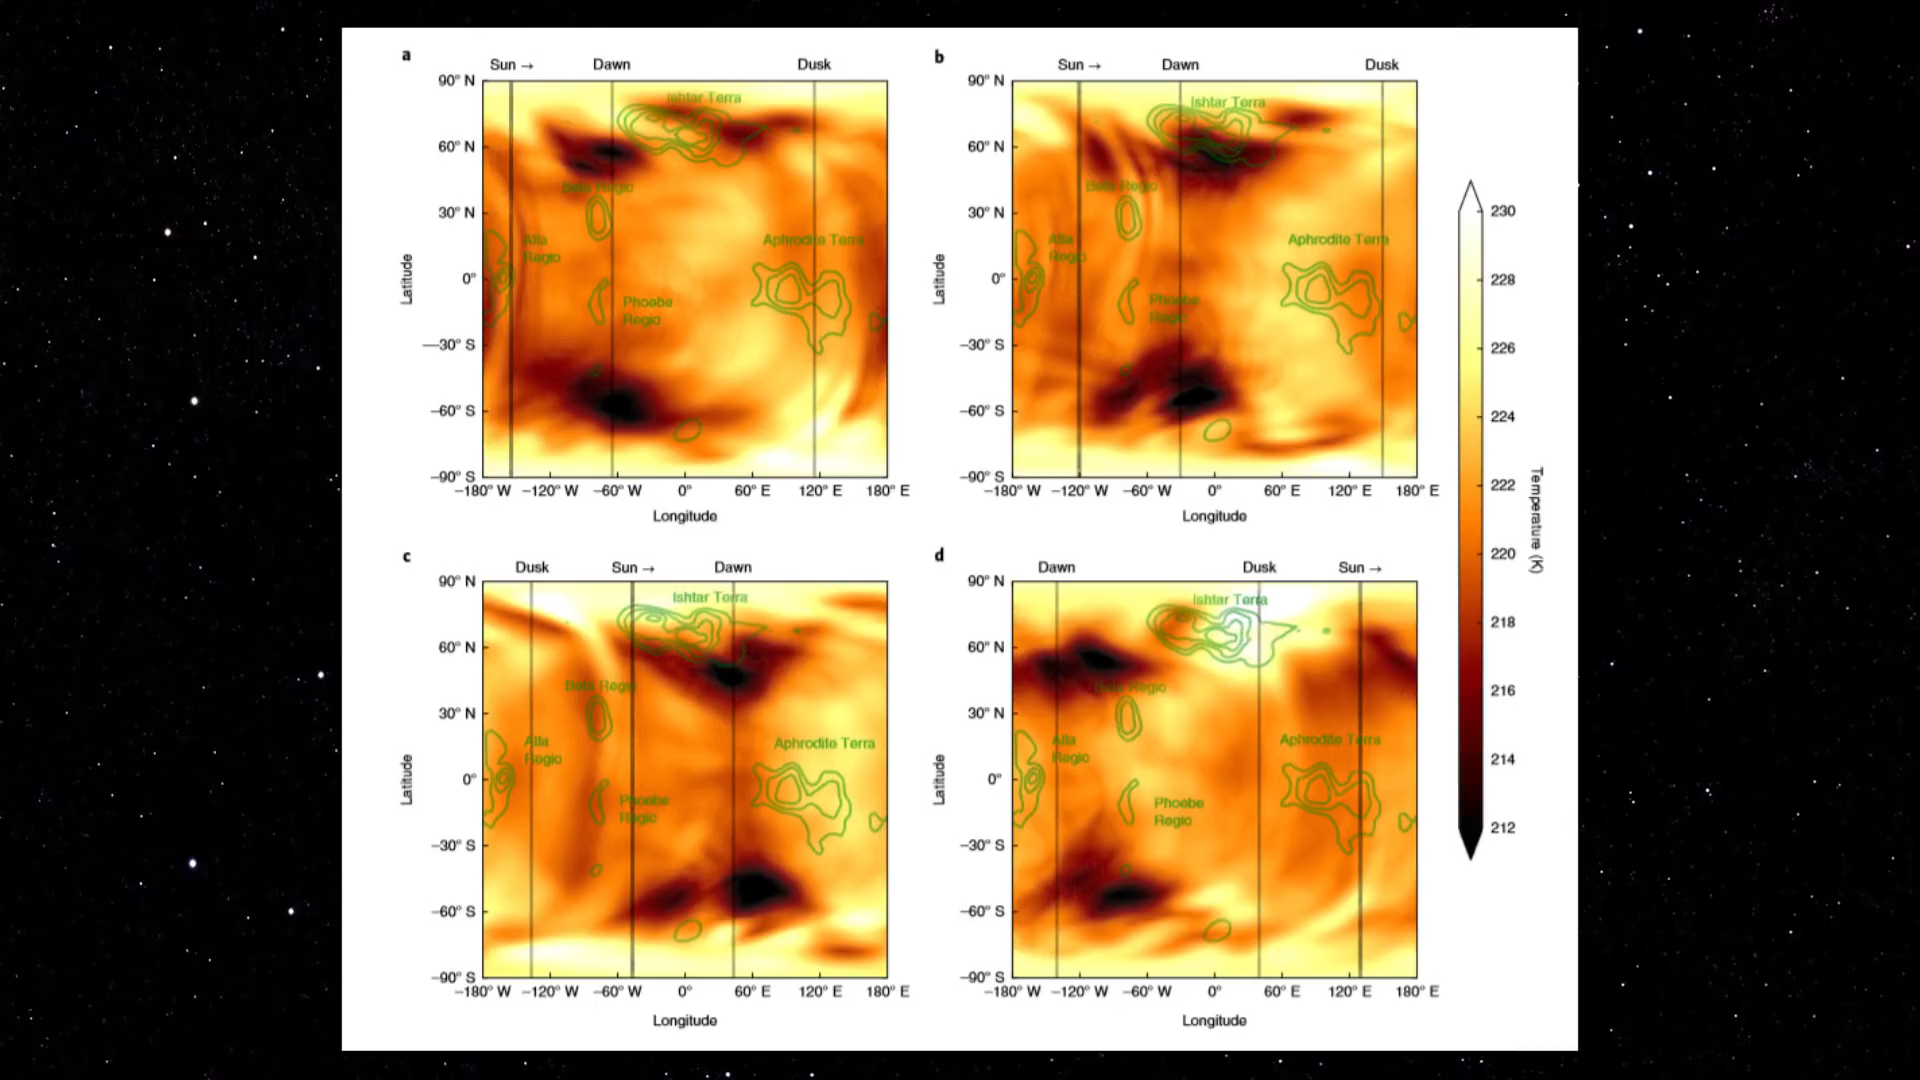 a
Sun →
Dawn
Dusk
90° N
60° N
30° N
0°
—30° S
−60° S
−90° S
Latitude
Ishtar Terra
Beta Regio
Alta
Regio
Aphrodite Terra
Phoebe
Regio
−180° W
−120° W
−60° W
0°
60° E
120° E
180° E
Longitude
b
Sun →
Dawn
Dusk
90° N
60° N
30° N
0°
−30° S
−60° S
−90° S
Latitude
Ishtar Terra
Beta Regio
Alta
Regio
Aphrodite Terra
Phoebe
Regio
−180° W
−120° W
−60° W
0°
60° E
120° E
180° E
Longitude
c
Dusk
Sun →
Dawn
90° N
60° N
30° N
0°
−30° S
−60° S
−90° S
Latitude
Ishtar Terra
Beta Regio
Alta
Regio
Aphrodite Terra
Phoebe
Regio
−180° W
−120° W
−60° W
0°
60° E
120° E
180° E
Longitude
d
Dawn
Dusk
Sun →
90° N
60° N
30° N
0°
−30° S
−60° S
−90° S
Latitude
Ishtar Terra
Beta Regio
Alta
Regio
Aphrodite Terra
Phoebe
Regio
−180° W
−120° W
−60° W
0°
60° E
120° E
180° E
Longitude
230
228
226
224
222
220
218
216
214
212
Temperature (K)